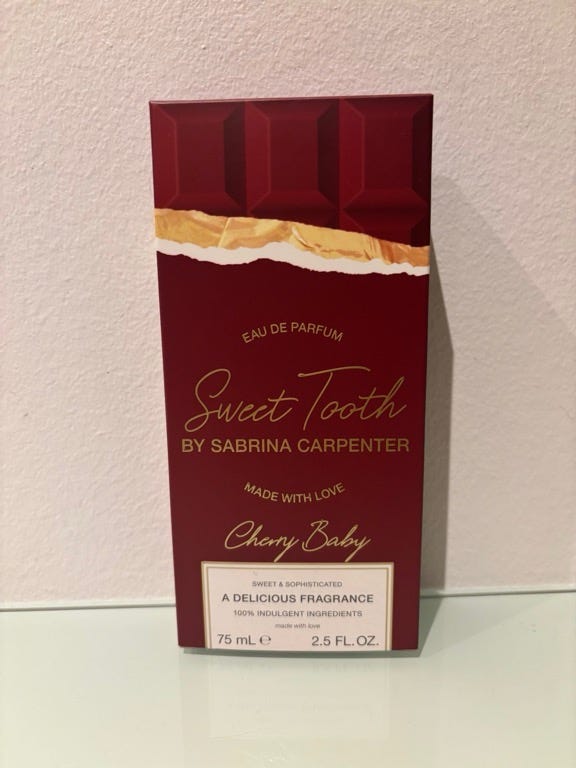 EAU DE PARFUM
Sweet Tooth
BY SABRINA CARPENTER
MADE WITH LOVE
Cherry Baby
SWEET & SOPHISTICATED
A DELICIOUS FRAGRANCE
100% INDULGENT INGREDIENTS
made with love
75 mL ℮ 2.5 FL.OZ.